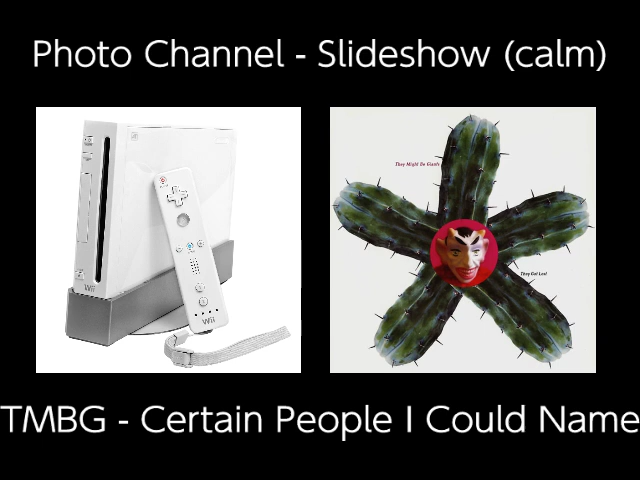 Photo Channel - Slideshow (calm)
They Might Be Giants
They Got Lost
Wii
Wii
TMBG - Certain People I Could Name